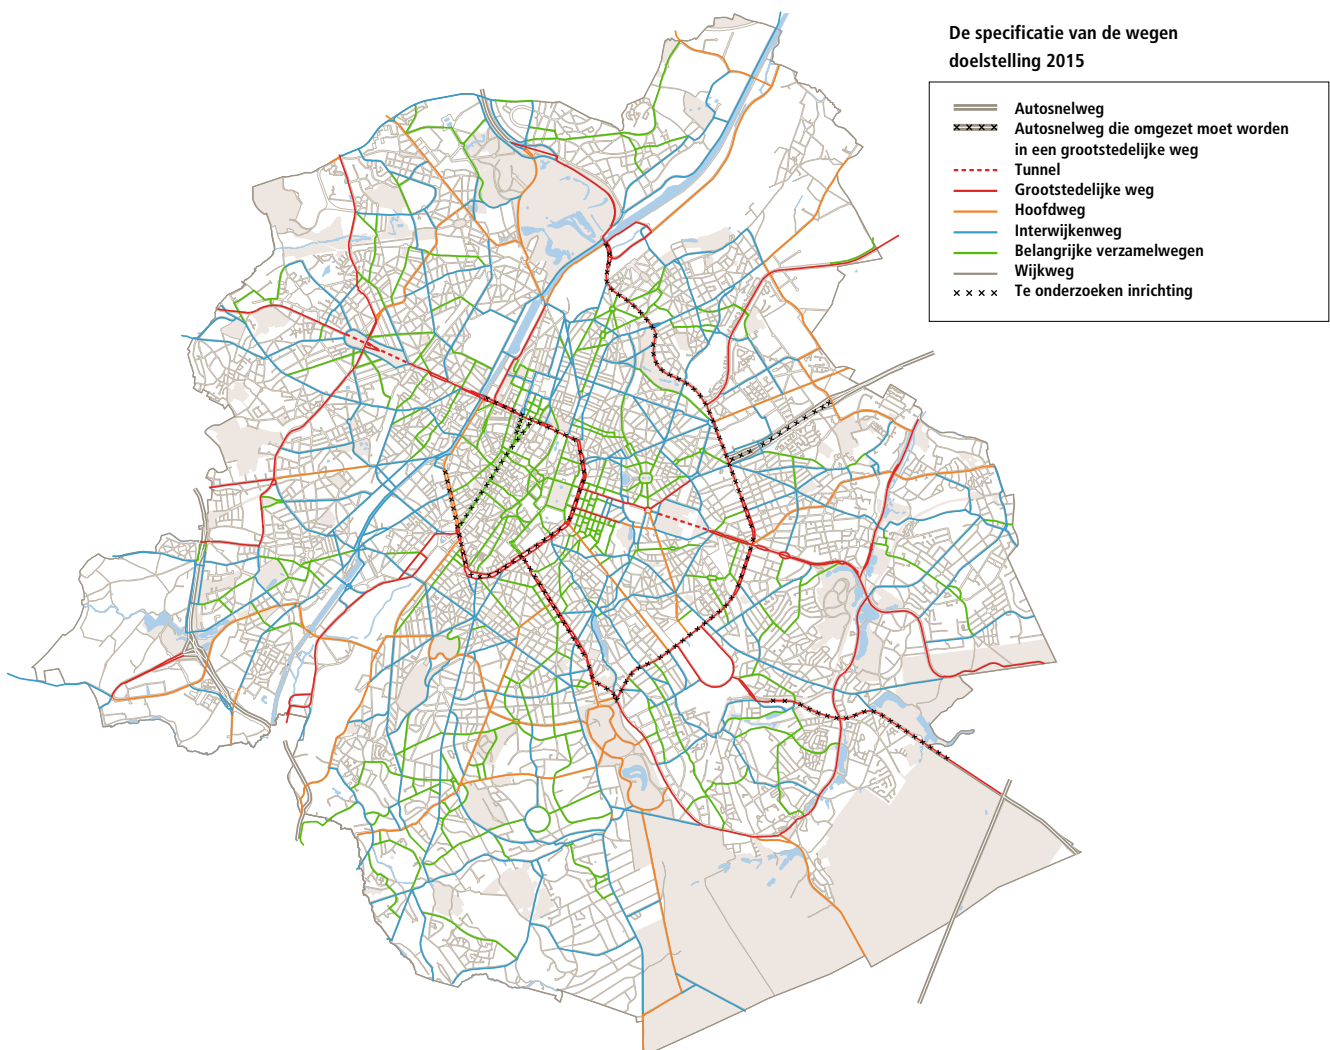 De specificatie van de wegen
doelstelling 2015
Autosnelweg
Autosnelweg die omgezet moet worden
in een grootstedelijke weg
Tunnel
Grootstedelijke weg
Hoofdweg
Interwijkenweg
Belangrijke verzamelwegen
Wijkweg
Te onderzoeken inrichting